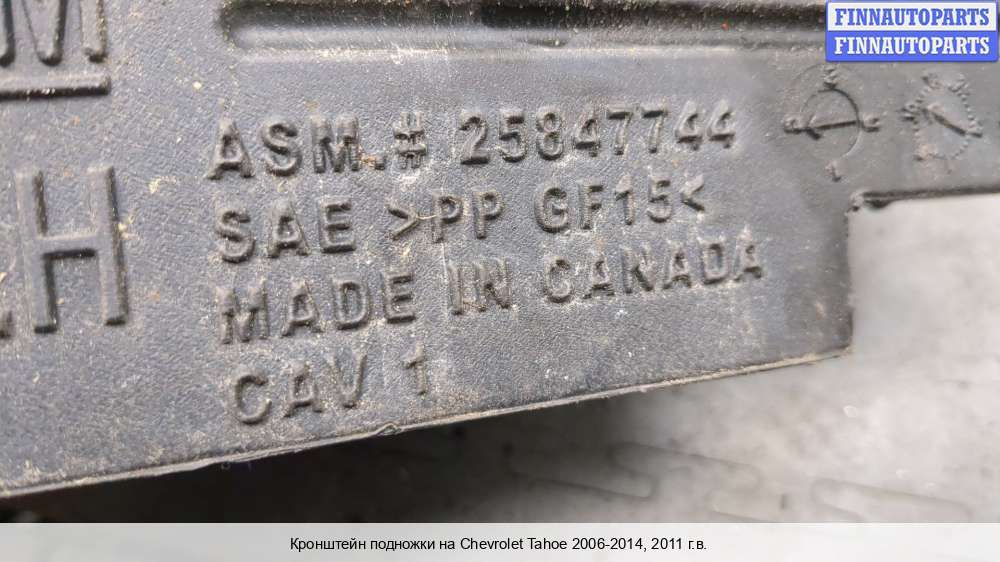 FINNAUTOPARTS
FINNAUTOPARTS
M
ASM.# 25847744
H
SAE >PP GF15<
MADE IN CANADA
CAV 1
Кронштейн подножки на Chevrolet Tahoe 2006-2014, 2011 г.в.